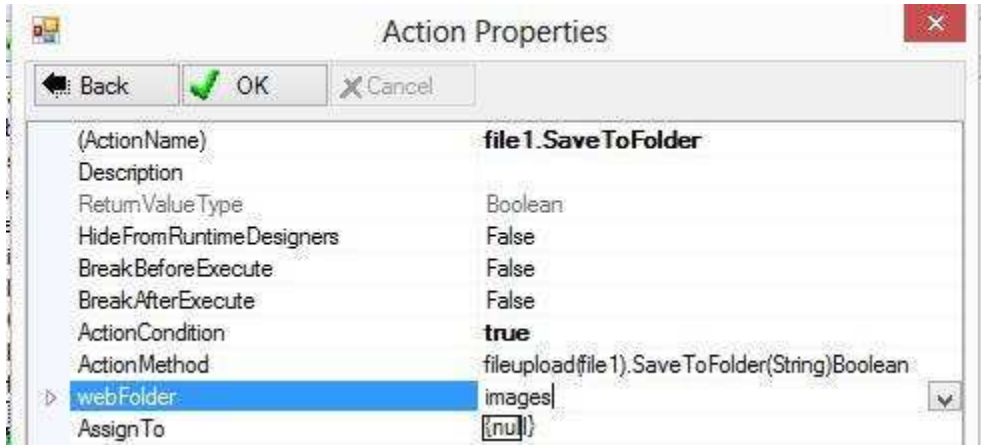 Action Properties
Back OK Cancel
(ActionName) file1.SaveToFolder
Description
ReturnValueType Boolean
HideFromRuntimeDesigners False
BreakBeforeExecute False
BreakAfterExecute False
ActionCondition true
ActionMethod fileupload(file1).SaveToFolder(String)Boolean
webFolder images
AssignTo {null}